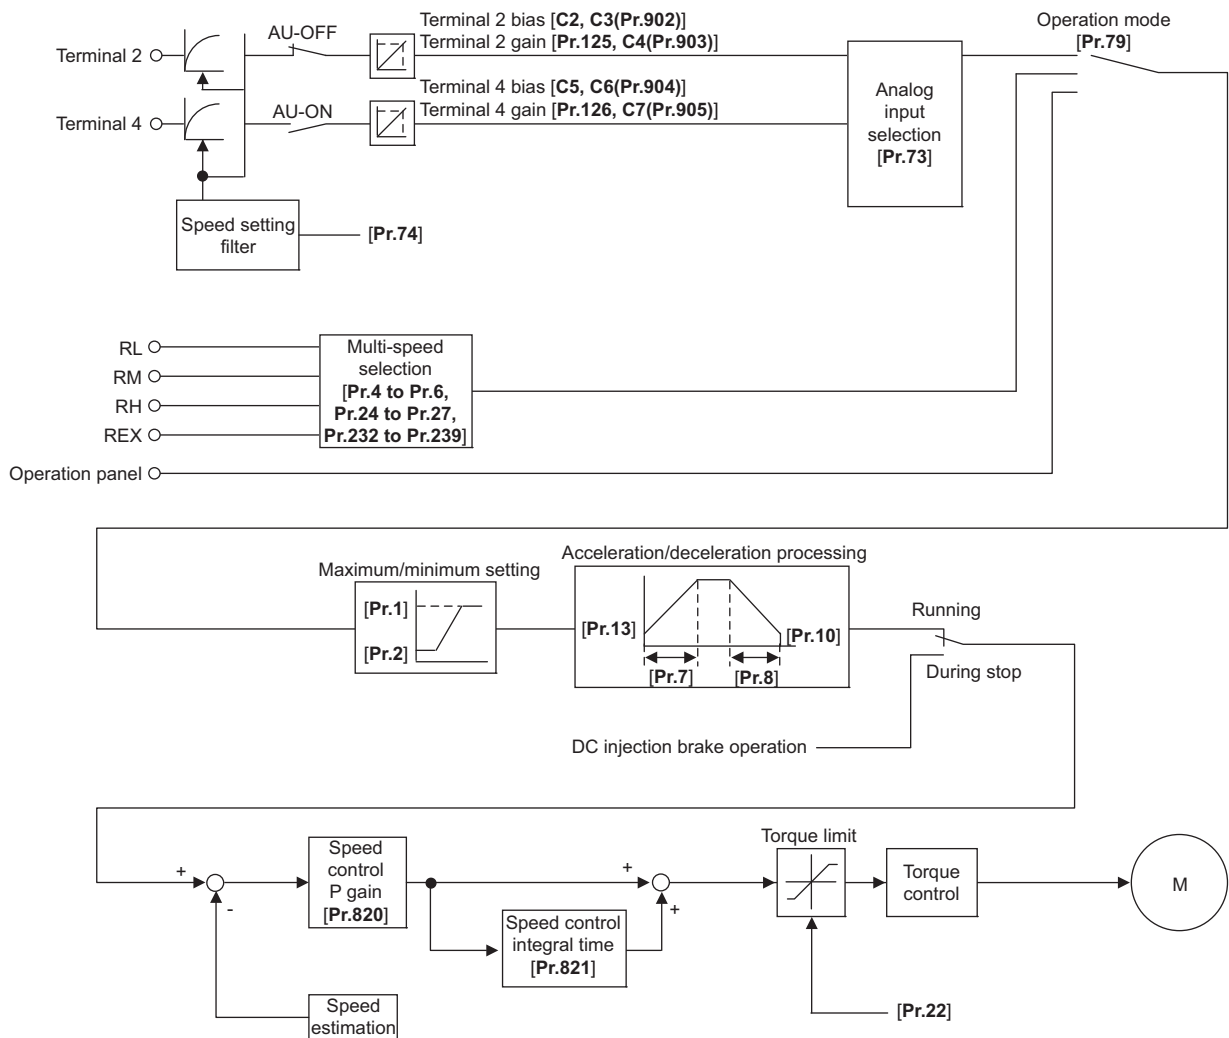 Terminal 2
AU-OFF
Terminal 2 bias [C2, C3(Pr.902)]
Terminal 2 gain [Pr.125, C4(Pr.903)]
Operation mode
[Pr.79]
Terminal 4
AU-ON
Terminal 4 bias [C5, C6(Pr.904)]
Terminal 4 gain [Pr.126, C7(Pr.905)]
Analog
input
selection
[Pr.73]
Speed setting
filter
[Pr.74]
RL
RM
RH
REX
Multi-speed
selection
[Pr.4 to Pr.6,
Pr.24 to Pr.27,
Pr.232 to Pr.239]
Operation panel
Maximum/minimum setting
[Pr.1]
[Pr.2]
Acceleration/deceleration processing
[Pr.13]
[Pr.10]
[Pr.7]
[Pr.8]
Running
During stop
DC injection brake operation
+
-
Speed
control
P gain
[Pr.820]
+
+
Speed control
integral time
[Pr.821]
Torque limit
Torque
control
M
Speed
estimation
[Pr.22]